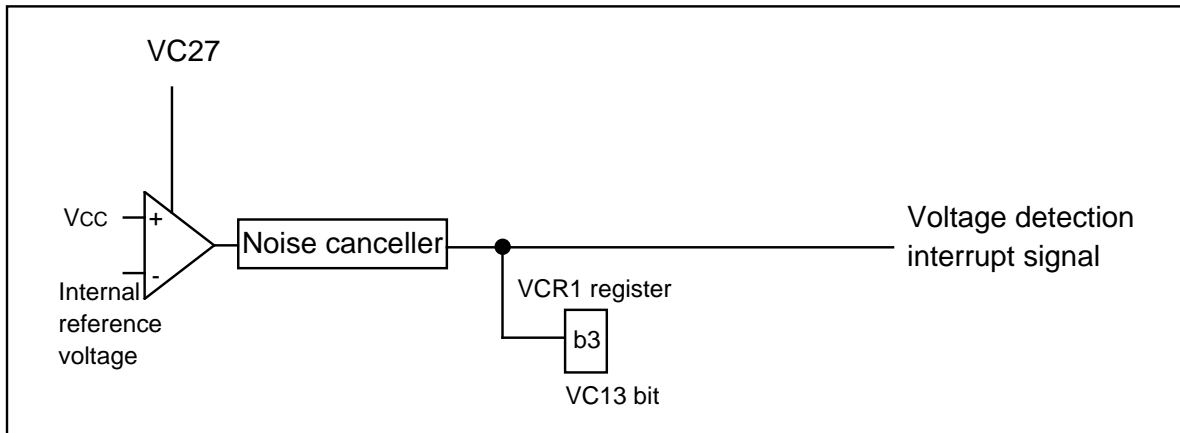 VC27
VCC
+
-
Internal
reference
voltage
Noise canceller
VCR1 register
b3
VC13 bit
Voltage detection
interrupt signal